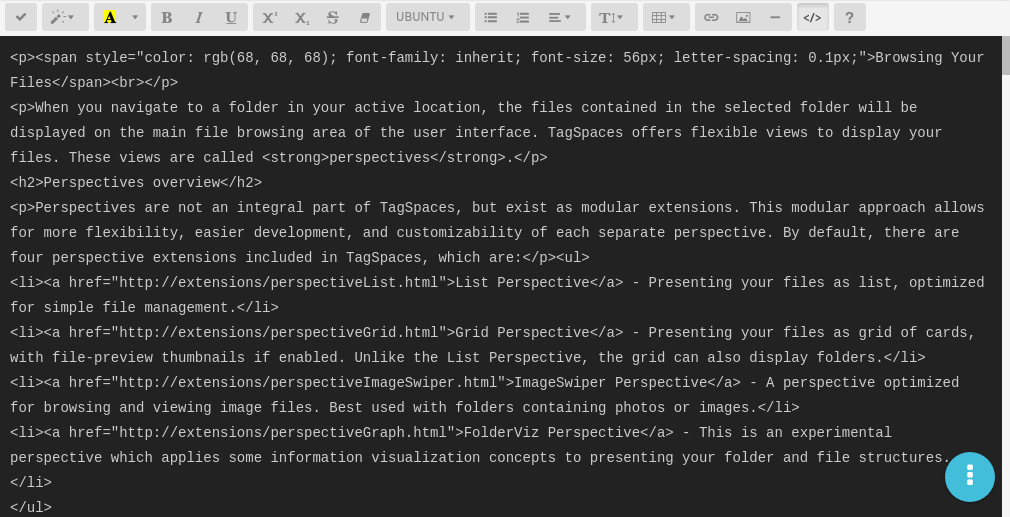 A B I U X² X₂ S UBUNTU T </> ?
<p><span style="color: rgb(68, 68, 68); font-family: inherit; font-size: 56px; letter-spacing: 0.1px;">Browsing Your
Files</span><br></p>
<p>When you navigate to a folder in your active location, the files contained in the selected folder will be
displayed on the main file browsing area of the user interface. TagSpaces offers flexible views to display your
files. These views are called <strong>perspectives</strong>.</p>
<h2>Perspectives overview</h2>
<p>Perspectives are not an integral part of TagSpaces, but exist as modular extensions. This modular approach allows
for more flexibility, easier development, and customizability of each separate perspective. By default, there are
four perspective extensions included in TagSpaces, which are:</p><ul>
<li><a href="http://extensions/perspectiveList.html">List Perspective</a> - Presenting your files as list, optimized
for simple file management.</li>
<li><a href="http://extensions/perspectiveGrid.html">Grid Perspective</a> - Presenting your files as grid of cards,
with file-preview thumbnails if enabled. Unlike the List Perspective, the grid can also display folders.</li>
<li><a href="http://extensions/perspectiveImageSwiper.html">ImageSwiper Perspective</a> - A perspective optimized
for browsing and viewing image files. Best used with folders containing photos or images.</li>
<li><a href="http://extensions/perspectiveGraph.html">FolderViz Perspective</a> - This is an experimental
perspective which applies some information visualization concepts to presenting your folder and file structures.
</li>
</ul>